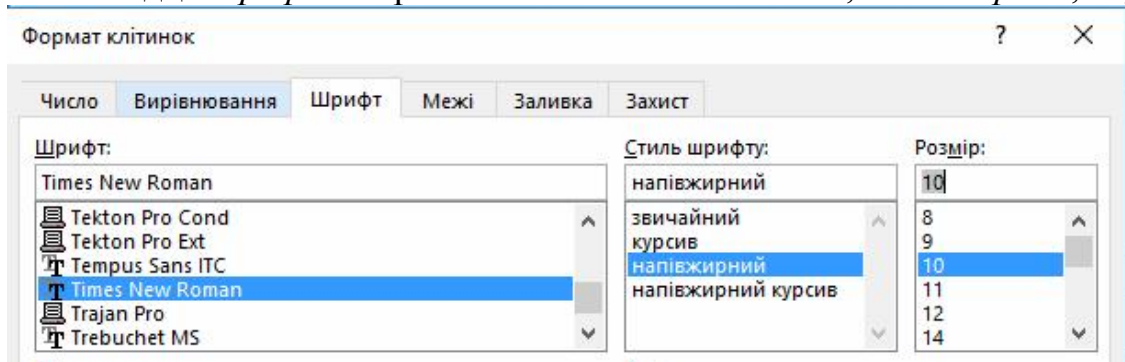 Формат клітинок ?
Число Вирівнювання Шрифт Межі Заливка Захист
Шрифт: Стиль шрифту: Розмір:
Times New Roman напівжирний 10
Tekton Pro Cond звичайний 8
Tekton Pro Ext курсив 9
Tempus Sans ITC напівжирний 10
Times New Roman напівжирний курсив 11
Trajan Pro 12
Trebuchet MS 14